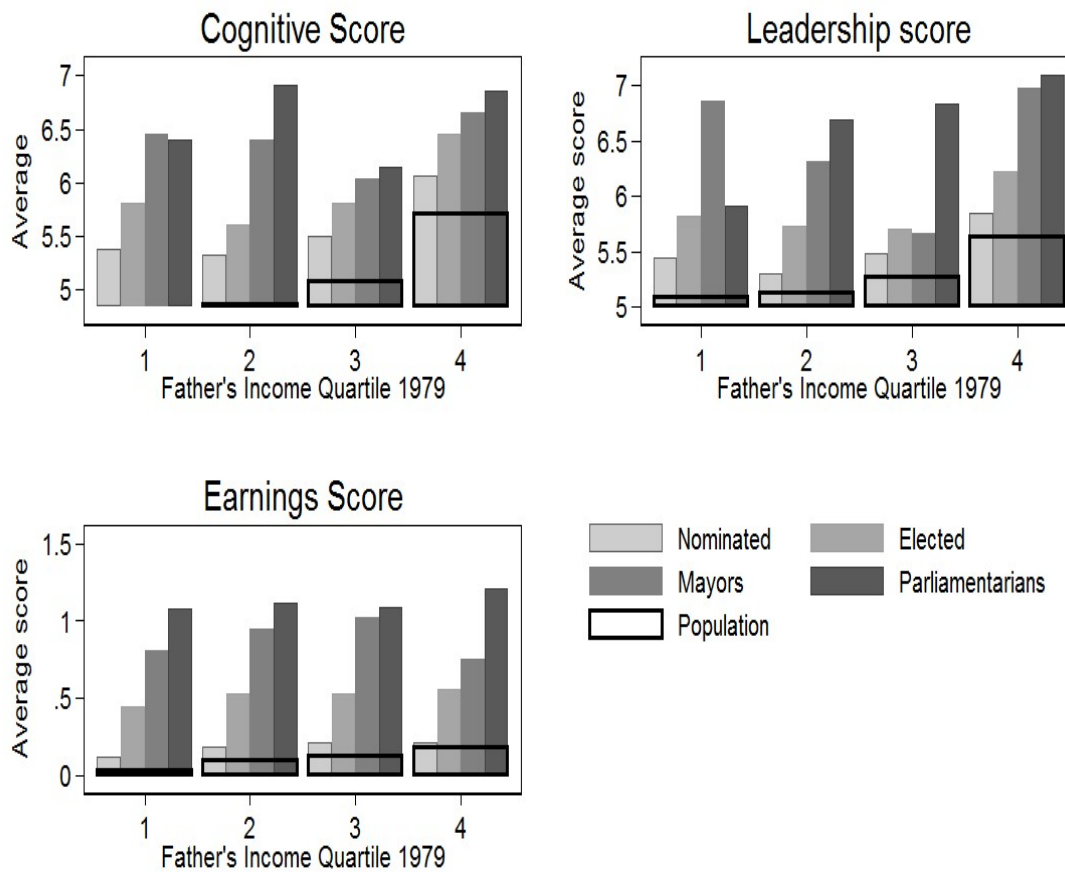 Cognitive Score
Average
7
6.5
6
5.5
5
1 2 3 4
Father's Income Quartile 1979
Leadership score
Average score
7
6.5
6
5.5
5
1 2 3 4
Father's Income Quartile 1979
Earnings Score
Average score
1.5
1
.5
0
1 2 3 4
Father's Income Quartile 1979
Nominated Elected
Mayors Parliamentarians
Population